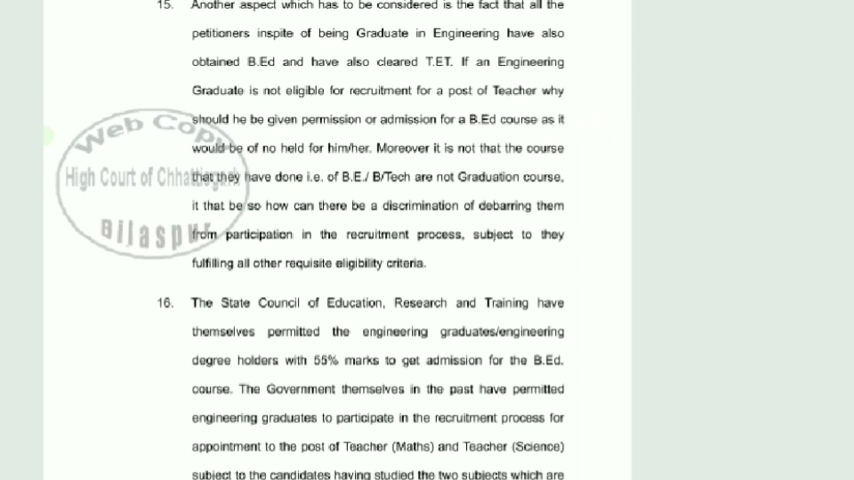 15. Another aspect which has to be considered is the fact that all the
petitioners inspite of being Graduate in Engineering have also
obtained B.Ed and have also cleared T.ET. If an Engineering
Graduate is not eligible for recruitment for a post of Teacher why
should he be given permission or admission for a B.Ed course as it
would be of no held for him/her. Moreover it is not that the course
that they have done i.e. of B.E./ B/Tech are not Graduation course,
it that be so how can there be a discrimination of debarring them
from participation in the recruitment process, subject to they
fulfilling all other requisite eligibility criteria.
16. The State Council of Education, Research and Training have
themselves permitted the engineering graduates/engineering
degree holders with 55% marks to get admission for the B.Ed.
course. The Government themselves in the past have permitted
engineering graduates to participate in the recruitment process for
appointment to the post of Teacher (Maths) and Teacher (Science)
subject to the candidates having studied the two subjects which are
Web Copy
High Court of Chhattisgarh
Bilaspur